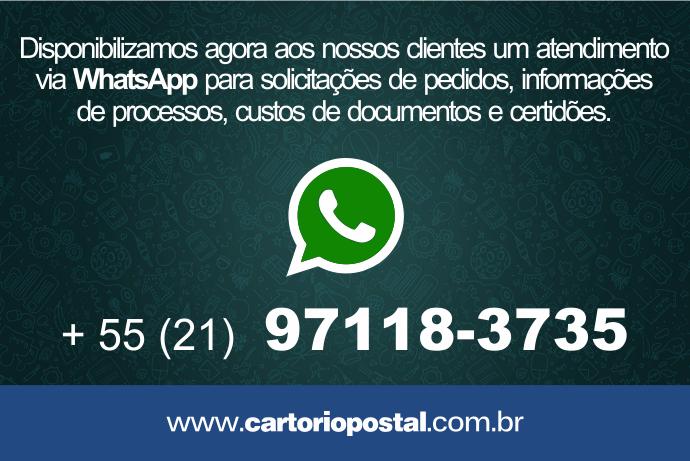 Disponibilizamos agora aos nossos clientes um atendimento
via WhatsApp para solicitações de pedidos, informações
de processos, custos de documentos e certidões.
+ 55 (21) 97118-3735
www.cartoriopostal.com.br